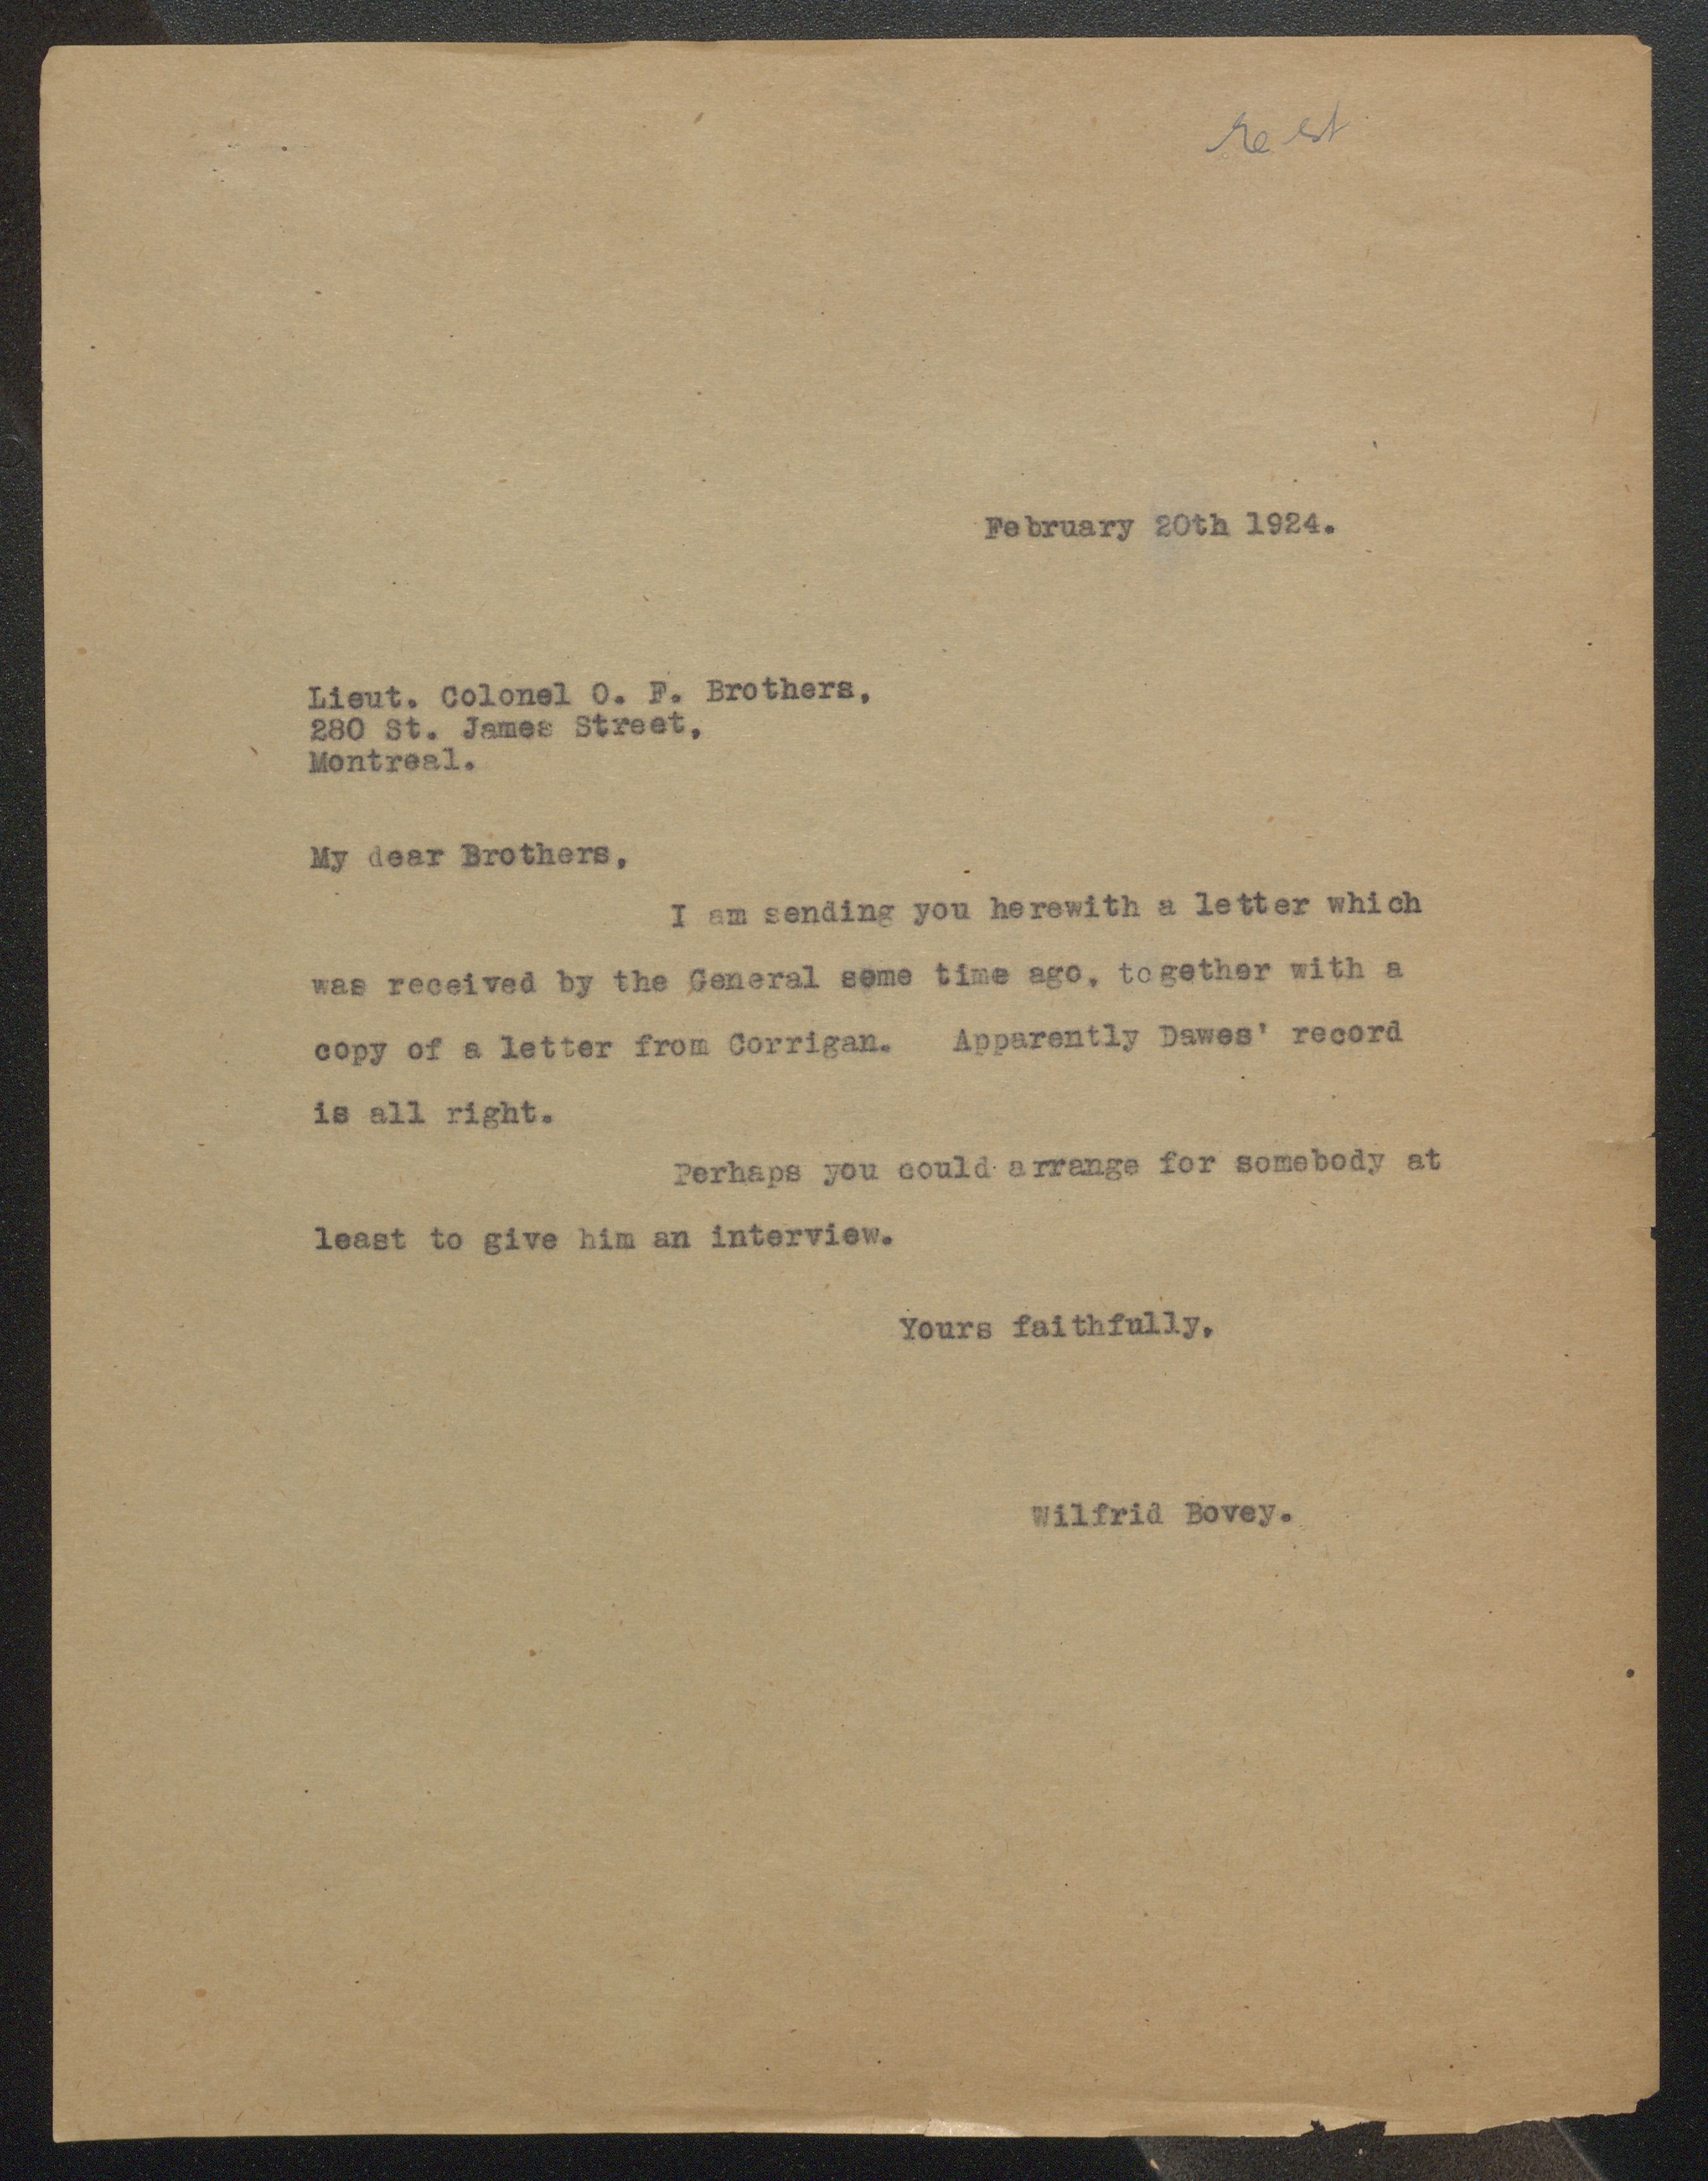 February 20th 1924.
Lieut. Colonel O. F. Brothers,
280 St. James Street,
Montreal.
My dear Brothers,
I am sending you herewith a letter which
was received by the General some time ago, together with a
copy of a letter from Corrigan. Apparently Dawes' record
is all right.
Perhaps you could arrange for somebody at
least to give him an interview.
Yours faithfully,
Wilfrid Bovey.